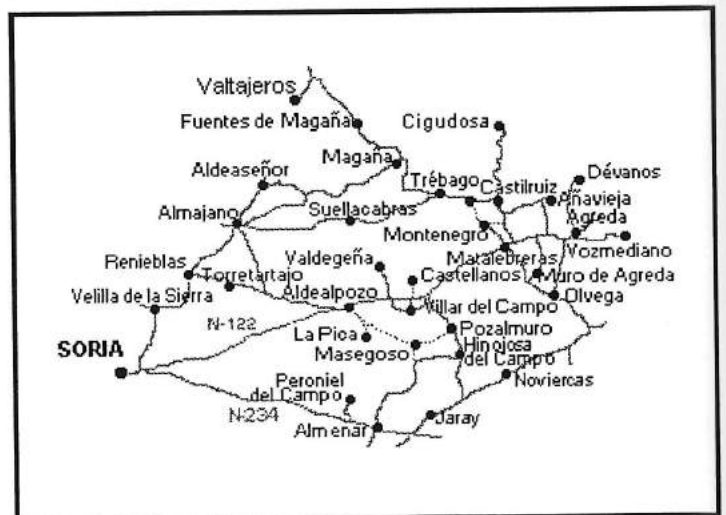 Valtajeros
Fuentes de Magaña
Cigudosa
Magaña
Aldeaseñor
Dévanos
Trébago
Castilruiz
Añavieja
Almajano
Suellacabras
Agreda
Montenegro
Vozmediano
Matalebreras
Renieblas
Valdegeña
Torretartajo
Castellanos
Muro de Agreda
Velilla de la Sierra
Aldealpozo
Olvega
Villar del Campo
N-122
La Pica
Pozalmuro
SORIA
Masegoso
Hinojosa
del Campo
Noviercas
Peroniel
del Campo
N-234
Jaray
Almenar